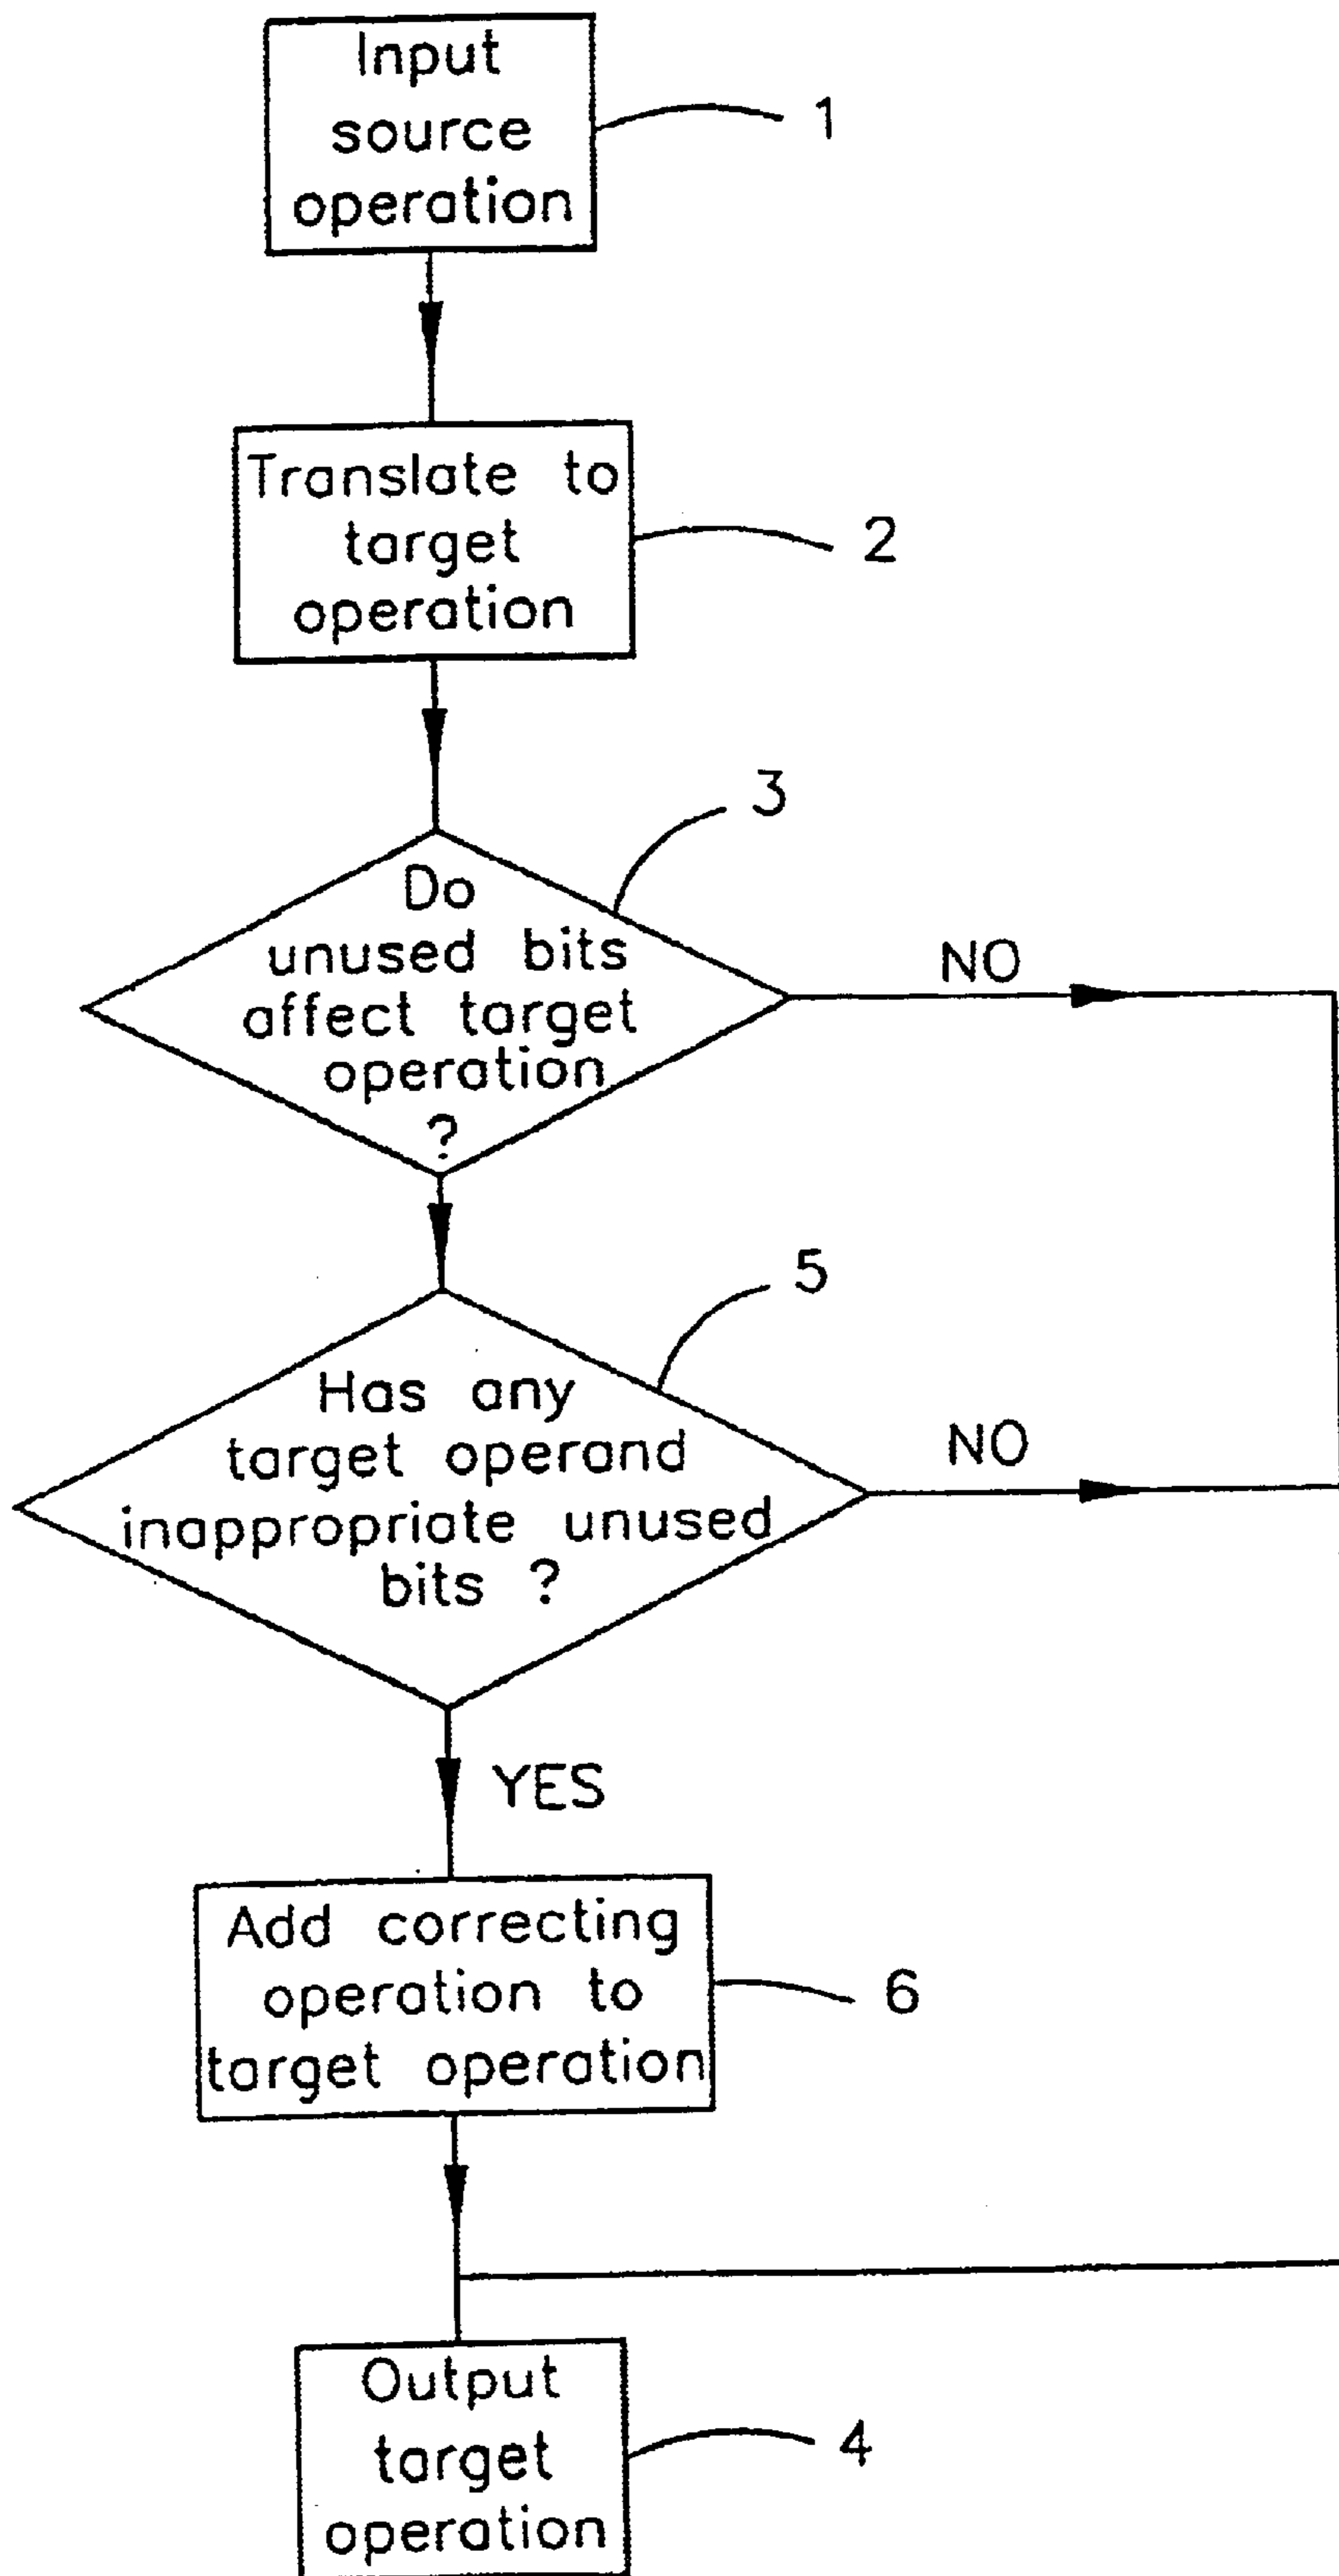 Input
source
operation
1
Translate to
target
operation
2
3
Do
unused bits
affect target
operation
?
NO
5
Has any
target operand
inappropriate unused
bits ?
NO
YES
Add correcting
operation to
target operation
6
Output
target
operation
4